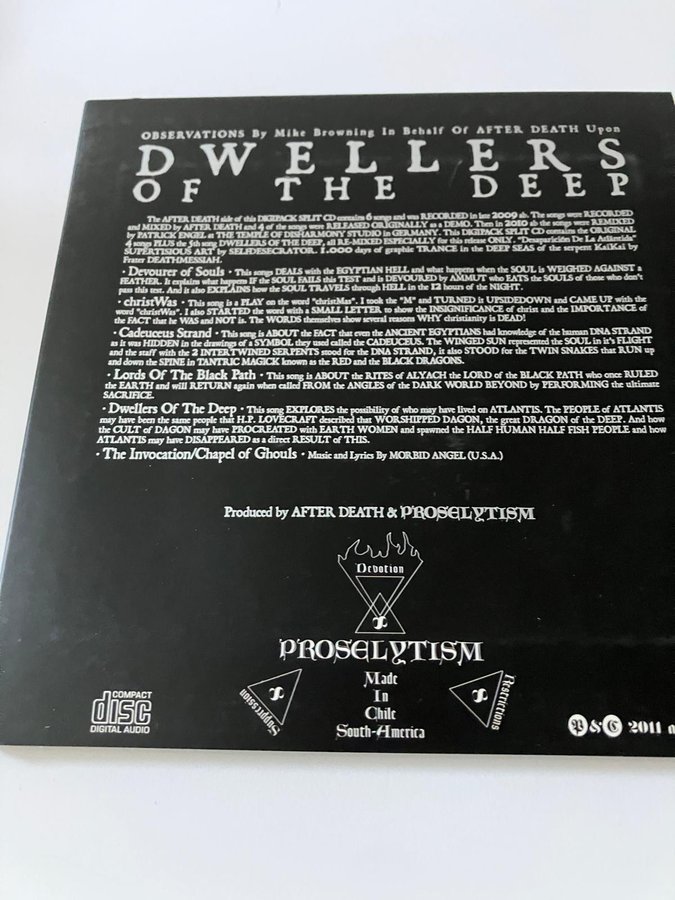 OBSERVATIONS By Mike Browning In Behalf Of AFTER DEATH Upon
DWELLERS
OF THE DEEP
The AFTER DEATH side of this DIGIPACK SPLIT CD contains 6 songs and was RECORDED in late 2009 ab. The songs were RECORDED
and MIXED by AFTER DEATH and 4 of the songs were RELEASED ORIGINALLY as a DEMO. Then in 2010 ab the songs were REMIXED
by PATRICK ENGEL at THE TEMPLE OF DISHARMONY STUDIO in GERMANY. This DIGIPACK SPLIT CD contains the ORIGINAL
4 songs PLUS the 5th song DWELLERS OF THE DEEP, all RE-MIXED ESPECIALLY for this release ONLY. "Desaparición De La Atlántide"
SUPERTISIOUS ART by SELFDESECRATOR. 1.000 days of graphic TRANCE in the DEEP SEAS of the serpent KaiKai by
Frater DEATHMESSIAH.
· Devourer of Souls · This song DEALS with the EGYPTIAN HELL and what happens when the SOUL is WEIGHED AGAINST a
FEATHER. It explains what happens IF the SOUL FAILS this TEST and is DEVOURED by AMMUT who EATS the SOULS of those who don't
pass this test. And it also EXPLAINS how the SOUL TRAVELS through HELL in the 12 hours of the NIGHT.
· christWas · This song is a PLAY on the word "christMas". I took the "M" and TURNED it UPSIDEDOWN and CAME UP with the
word "christWas". I also STARTED the word with a SMALL LETTER to show the INSIGNIFICANCE of christ and the IMPORTANCE of
the FACT that he WAS and NOT is. The WORDS themselves show several reasons WHY christianity is DEAD!
· Cadeuceus Strand · This song is ABOUT the FACT that even the ANCIENT EGYPTIANS had knowledge of the human DNA STRAND
as it was HIDDEN in the drawings of a SYMBOL they used called the CADEUCEUS. The WINGED SUN represented the SOUL in it's FLIGHT
and the staff with the 2 INTERTWINED SERPENTS stood for the DNA STRAND, it also STOOD for the TWIN SNAKES that RUN up
and down the SPINE in TANTRIC MAGICK known as the RED and the BLACK DRAGONS.
· Lords Of The Black Path · This song is ABOUT the RITES of ALYACH the LORD of the BLACK PATH who once RULED
the EARTH and will RETURN again when called FROM the ANGLES of the DARK WORLD BEYOND by PERFORMING the ultimate
SACRIFICE.
· Dwellers Of The Deep · This song EXPLORES the possibility of who may have lived on ATLANTIS. The PEOPLE of ATLANTIS
may have been the same people that H.P. LOVECRAFT described that WORSHIPPED DAGON, the great DRAGON of the DEEP. And how
the CULT of DAGON may have PROCREATED with EARTH WOMEN and spawned the HALF HUMAN HALF FISH PEOPLE and how
ATLANTIS may have DISAPPEARED as a direct RESULT of THIS.
· The Invocation/Chapel of Ghouls · Music and Lyrics By MORBID ANGEL (U.S.A.)
Produced by AFTER DEATH & PROSELYTISM
Devotion
PROSELYTISM
Suppression
Restrictions
Made
In
Chile
South-America
COMPACT
disc
DIGITAL AUDIO
P & C 2011